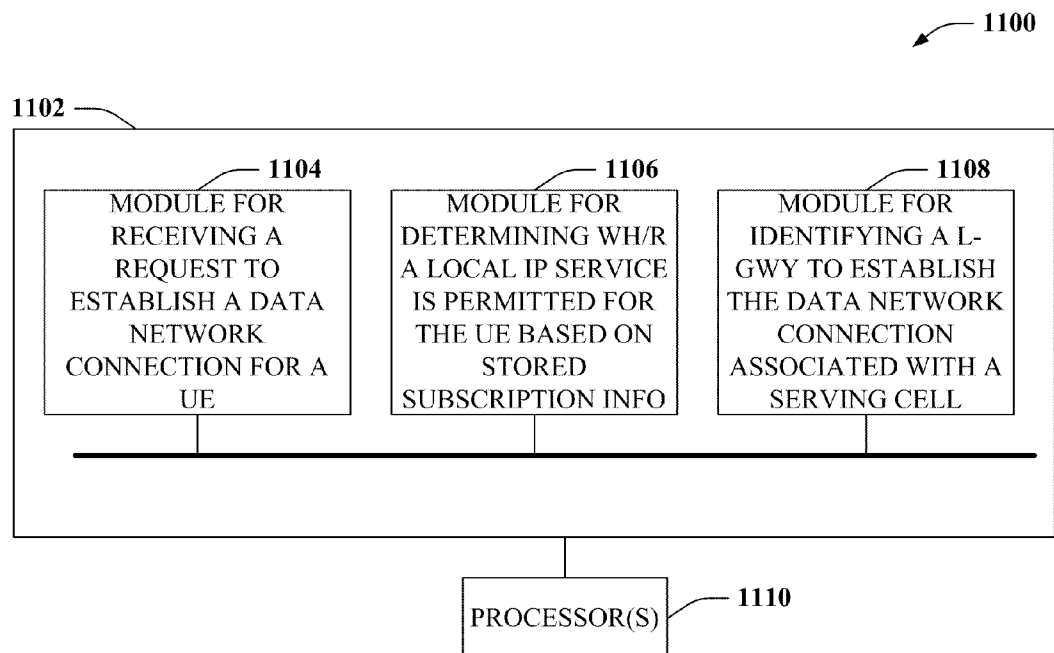 1100
1102
1104
1106
1108
MODULE FOR
RECEIVING A
REQUEST TO
ESTABLISH A DATA
NETWORK
CONNECTION FOR A
UE
MODULE FOR
DETERMINING WH/R
A LOCAL IP SERVICE
IS PERMITTED FOR
THE UE BASED ON
STORED
SUBSCRIPTION INFO
MODULE FOR
IDENTIFYING A L-
GWY TO ESTABLISH
THE DATA NETWORK
CONNECTION
ASSOCIATED WITH A
SERVING CELL
PROCESSOR(S)
1110